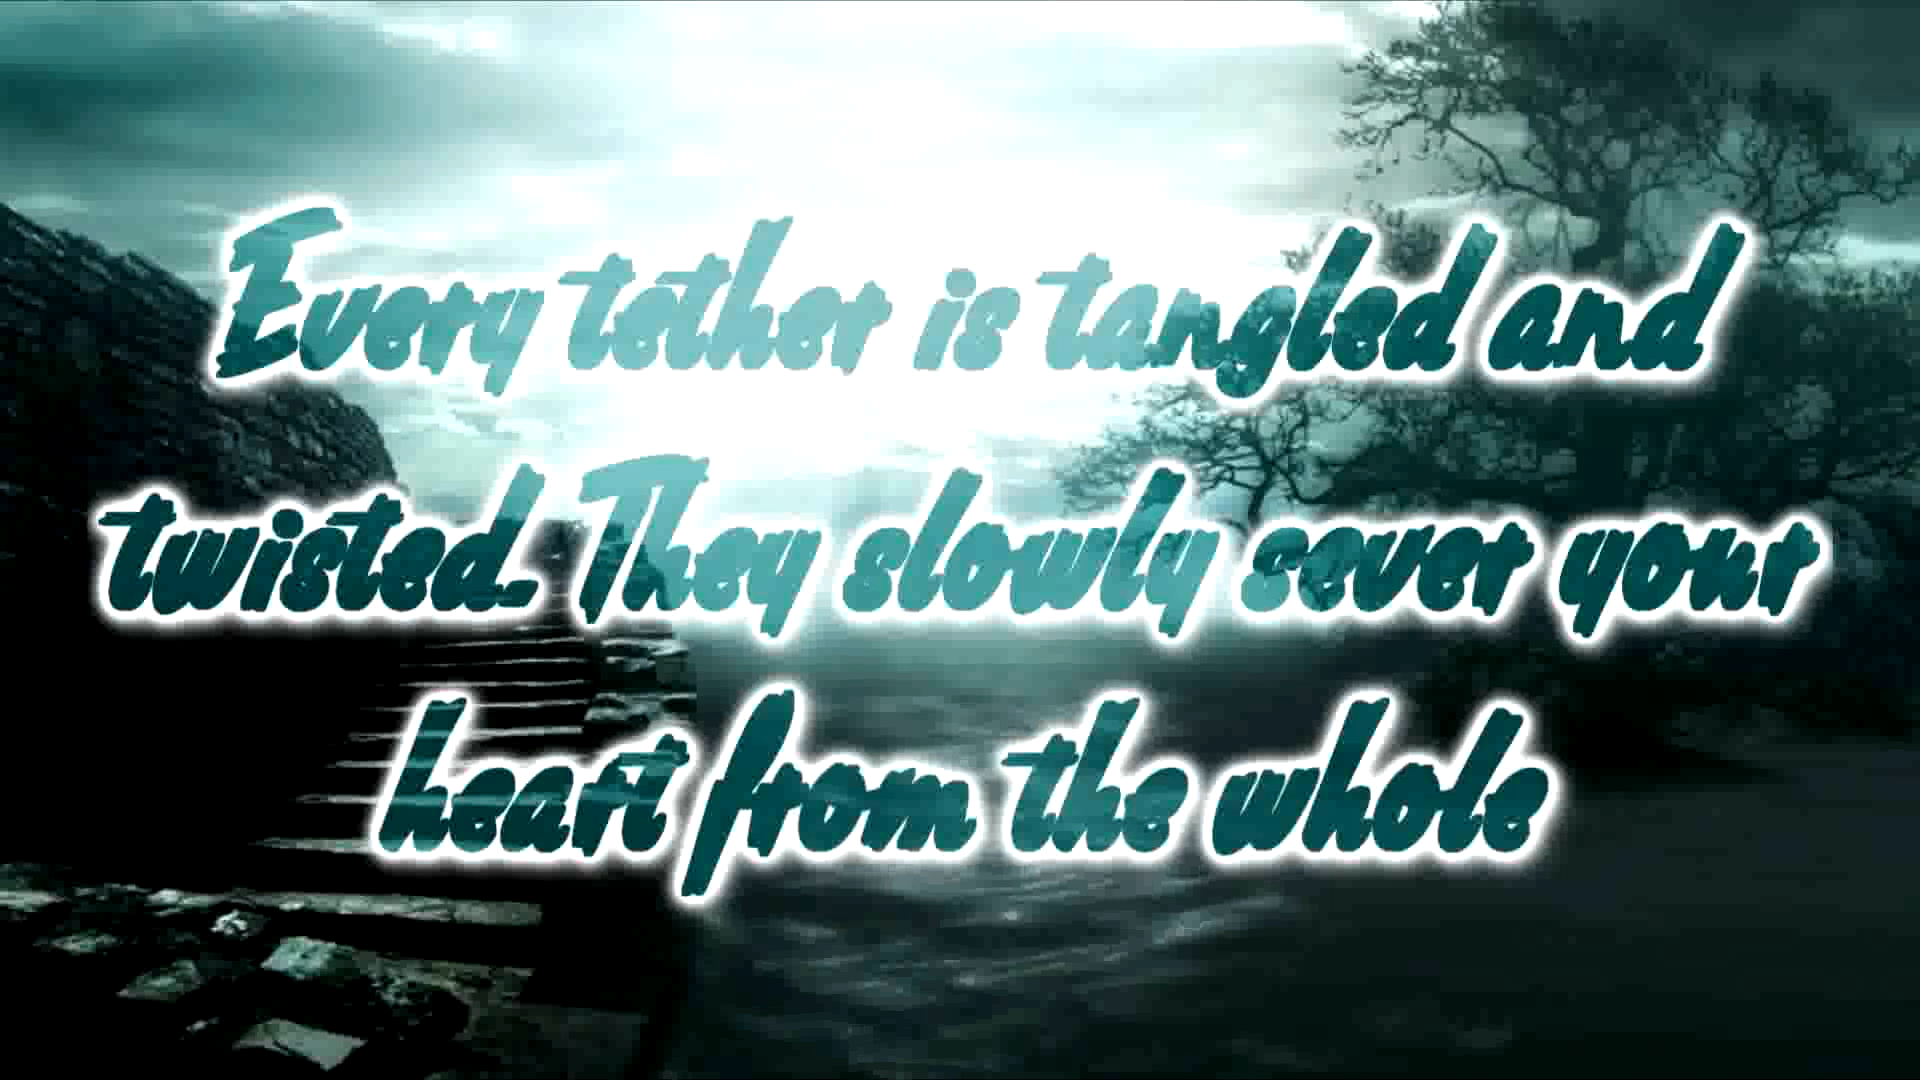 Every tether is tangled and
twisted. They slowly sever your
heart from the whole